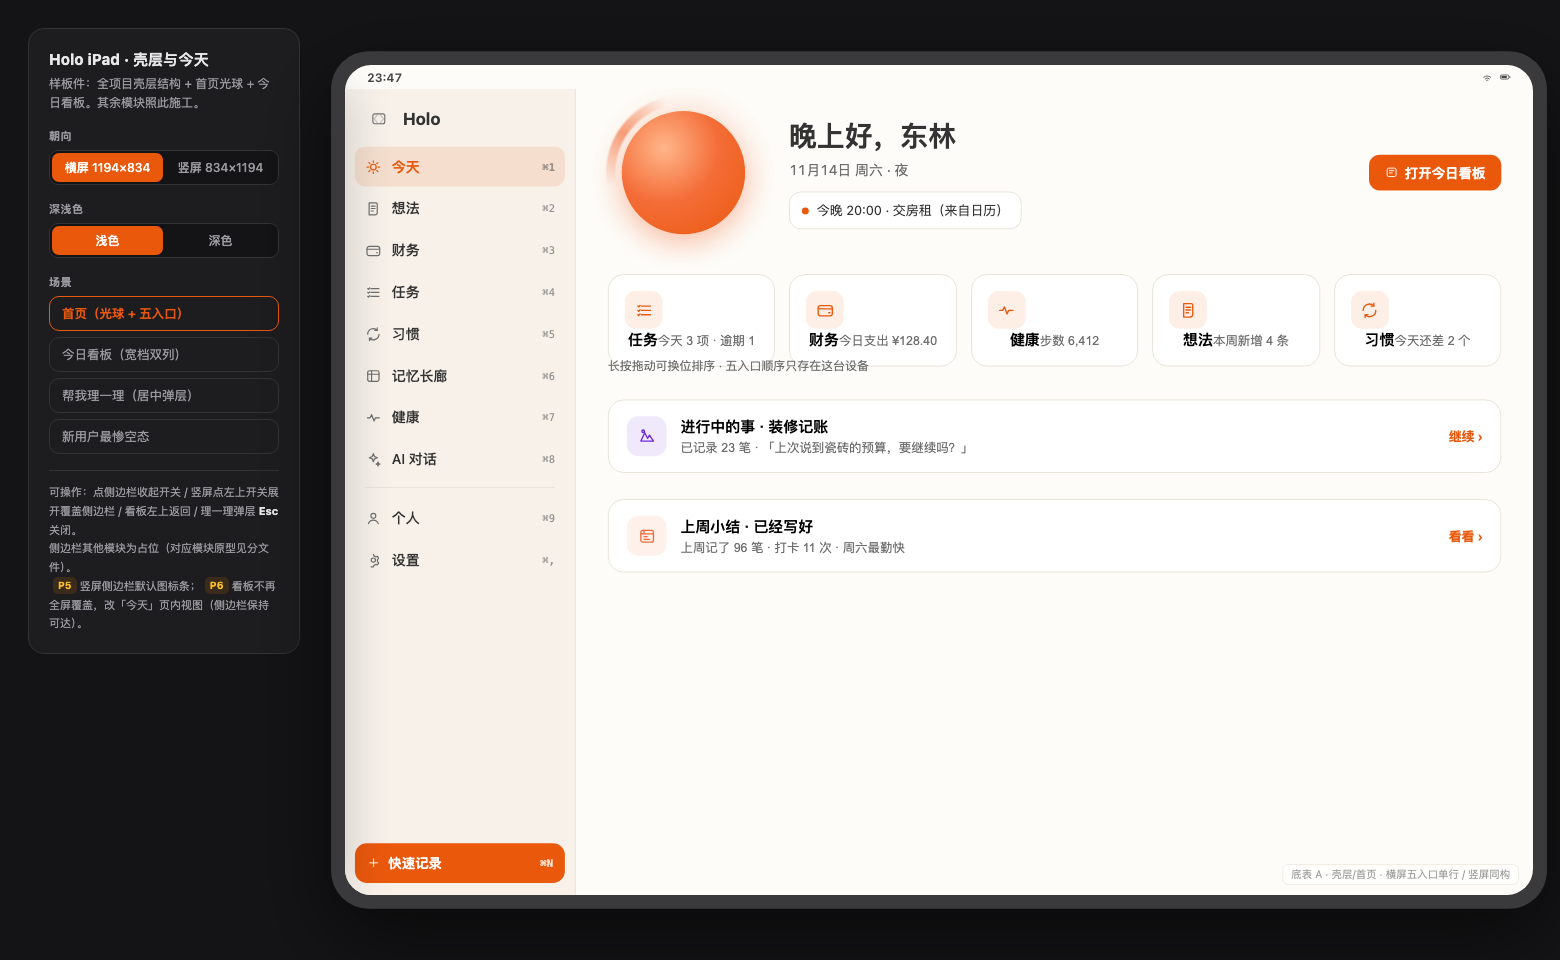 Holo iPad · 壳层与今天
样板件：全项目壳层结构 + 首页光球 + 今
日看板。其余模块照此施工。
朝向
横屏 1194×834
竖屏 834×1194
深浅色
浅色
深色
场景
首页（光球 + 五入口）
今日看板（宽档双列）
帮我理一理（居中弹层）
新用户最惨空态
可操作：点侧边栏收起开关 / 竖屏点左上开关展
开覆盖侧边栏 / 看板左上返回 / 理一理弹层 Esc
关闭。
侧边栏其他模块为占位（对应模块原型见分文
件）。
P5 竖屏侧边栏默认图标条； P6 看板不再
全屏覆盖，改「今天」页内视图（侧边栏保持
可达）。
23:47
Holo
今天 ⌘1
想法 ⌘2
财务 ⌘3
任务 ⌘4
习惯 ⌘5
记忆长廊 ⌘6
健康 ⌘7
AI 对话 ⌘8
个人 ⌘9
设置 ⌘,
快速记录 ⌘N
晚上好，东林
11月14日 周六 · 夜
今晚 20:00 · 交房租（来自日历）
打开今日看板
任务今天 3 项 · 逾期 1
财务今日支出 ¥128.40
健康步数 6,412
想法本周新增 4 条
习惯今天还差 2 个
长按拖动可换位排序 · 五入口顺序只存在这台设备
进行中的事 · 装修记账
已记录 23 笔 · 「上次说到瓷砖的预算，要继续吗？」
继续 ›
上周小结 · 已经写好
上周记了 96 笔 · 打卡 11 次 · 周六最勤快
看看 ›
底表 A · 壳层/首页 · 横屏五入口单行 / 竖屏同构